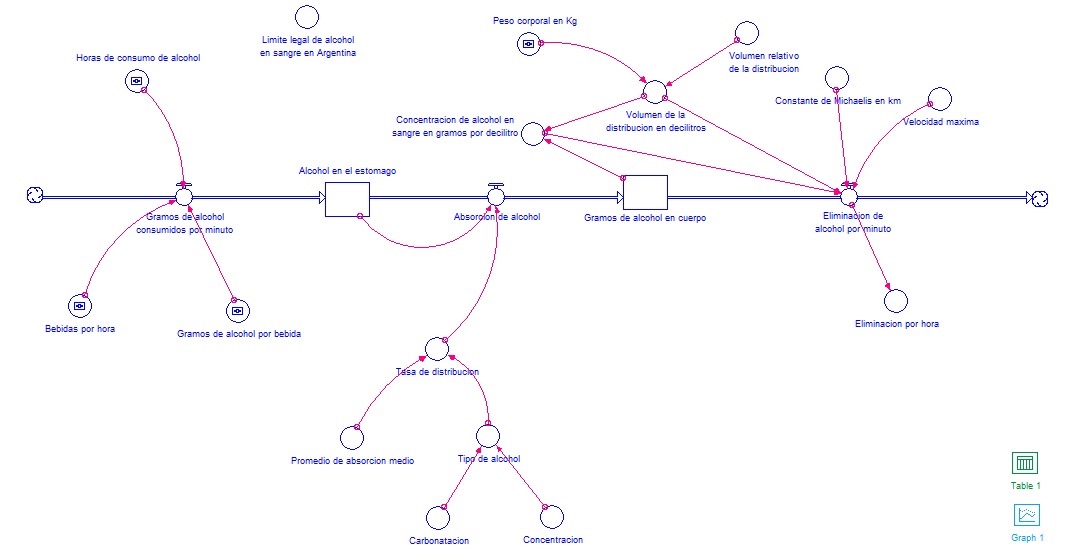 Peso corporal en Kg
Limite legal de alcohol
en sangre en Argentina
Horas de consumo de alcohol
Volumen relativo
de la distribucion
Constante de Michaelis en km
Velocidad maxima
Concentracion de alcohol en
sangre en gramos por decilitro
Volumen de la
distribucion en decilitros
Alcohol en el estomago
Gramos de alcohol
consumidos por minuto
Absorcion de alcohol
Gramos de alcohol en cuerpo
Eliminacion de
alcohol por minuto
Bebidas por hora
Gramos de alcohol por bebida
Eliminacion por hora
Tasa de distribucion
Promedio de absorcion medio
Tipo de alcohol
Carbonatacion
Concentracion
Table 1
Graph 1